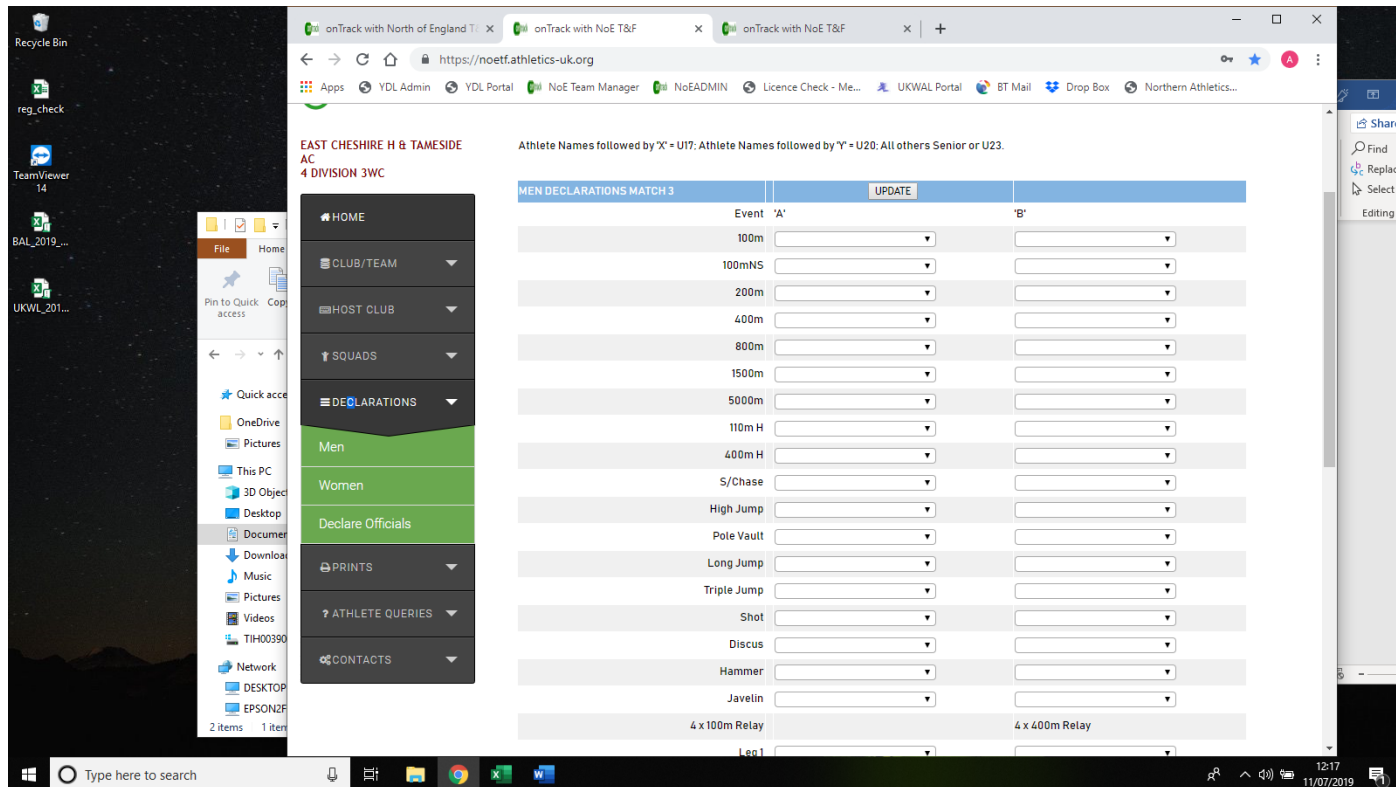 Recycle Bin
reg_check
TeamViewer
14
BAL_2019_...
UKWL_201...
File Home
Pin to Quick
access
Quick acce
OneDrive
Pictures
This PC
3D Objec
Desktop
Documen
Downloa
Music
Pictures
Videos
TIH00390
Network
DESKTOP
EPSON2F
2 items 1 item
onTrack with North of England T&
onTrack with NoE T&F
onTrack with NoE T&F
https://noetf.athletics-uk.org
A
Apps YDL Admin YDL Portal NoE Team Manager NoEADMIN Licence Check - Me... UKWAL Portal BT Mail Drop Box Northern Athletics...
EAST CHESHIRE H & TAMESIDE
AC
4 DIVISION 3WC
HOME
CLUB/TEAM
HOST CLUB
SQUADS
DECLARATIONS
Men
Women
Declare Officials
PRINTS
? ATHLETE QUERIES
CONTACTS
Athlete Names followed by 'X' = U17; Athlete Names followed by 'Y' = U20; All others Senior or U23.
MEN DECLARATIONS MATCH 3 UPDATE
Event 'A' 'B'
100m
100mNS
200m
400m
800m
1500m
5000m
110m H
400m H
S/Chase
High Jump
Pole Vault
Long Jump
Triple Jump
Shot
Discus
Hammer
Javelin
4 x 100m Relay 4 x 400m Relay
Leg 1
Shar
Find
Replac
Select
Editing
Type here to search
12:17
11/07/2019